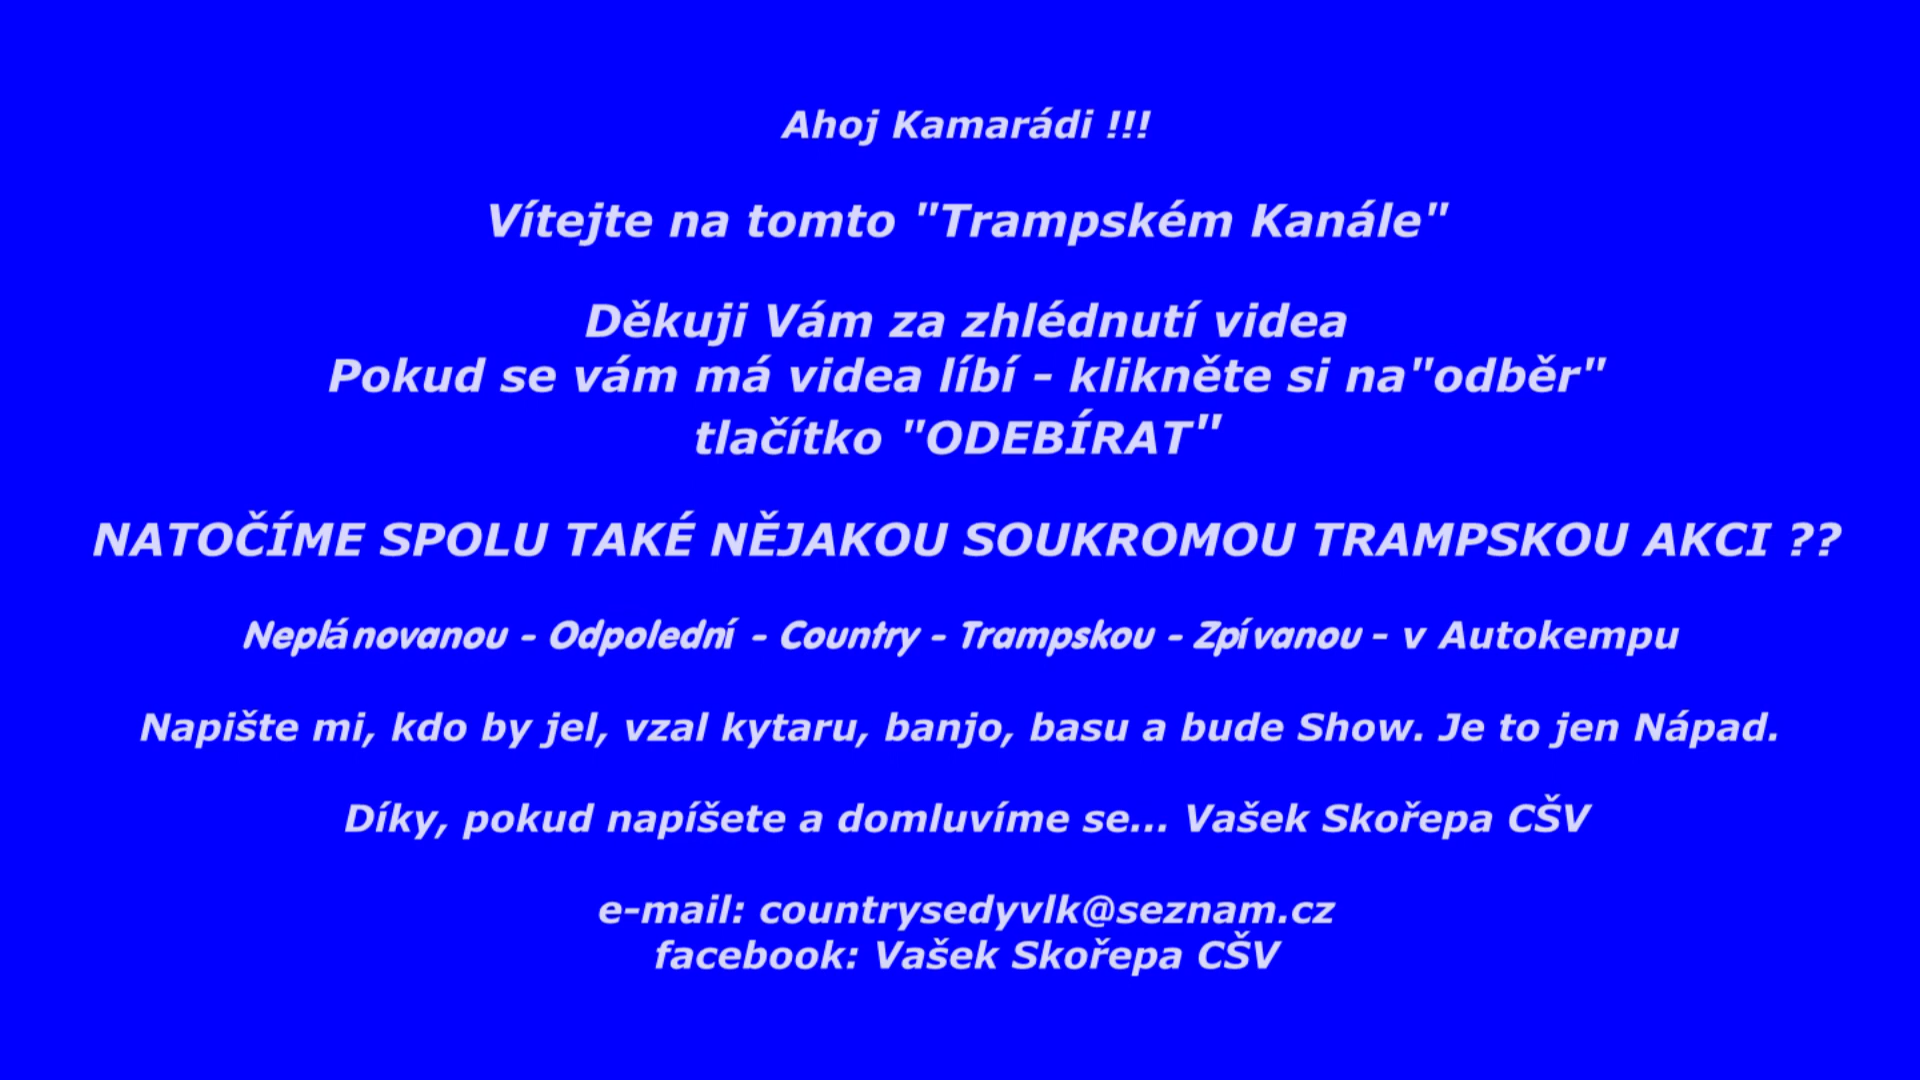 Ahoj Kamarádi !!!
Vítejte na tomto "Trampském Kanále"
Děkuji Vám za zhlédnutí videa
Pokud se vám má videa líbí - klikněte si na"odběr"
tlačítko "ODEBÍRAT"
NATOČÍME SPOLU TAKÉ NĚJAKOU SOUKROMOU TRAMPSKOU AKCI ??
Neplánovanou - Odpolední - Country - Trampskou - Zpívanou - v Autokempu
Napište mi, kdo by jel, vzal kytaru, banjo, basu a bude Show. Je to jen Nápad.
Díky, pokud napíšete a domluvíme se... Vašek Skořepa CŠV
e-mail: countrysedyvlk@seznam.cz
facebook: Vašek Skořepa CŠV